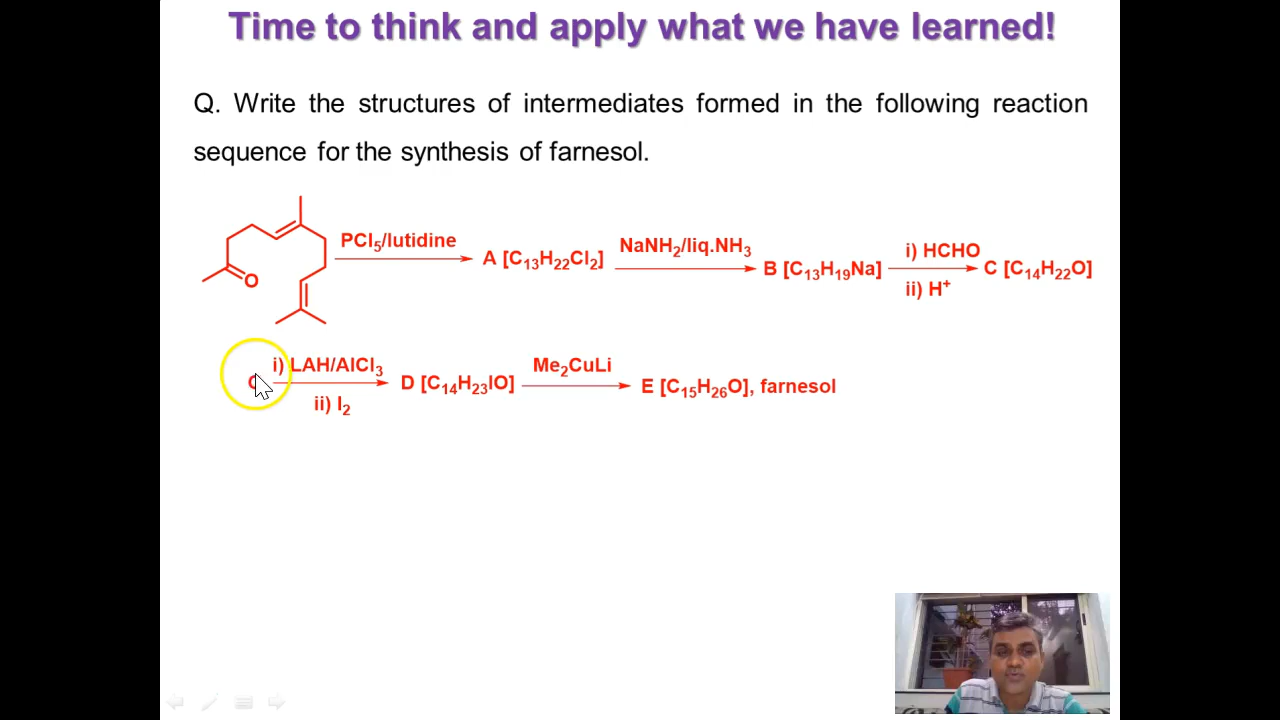 Time to think and apply what we have learned!
Q. Write the structures of intermediates formed in the following reaction
sequence for the synthesis of farnesol.
O
PCl5/lutidine
A [C13H22Cl2]
NaNH2/liq.NH3
B [C13H19Na]
i) HCHO
ii) H+
C [C14H22O]
i) LAH/AlCl3
ii) I2
D [C14H23IO]
Me2CuLi
E [C15H26O], farnesol